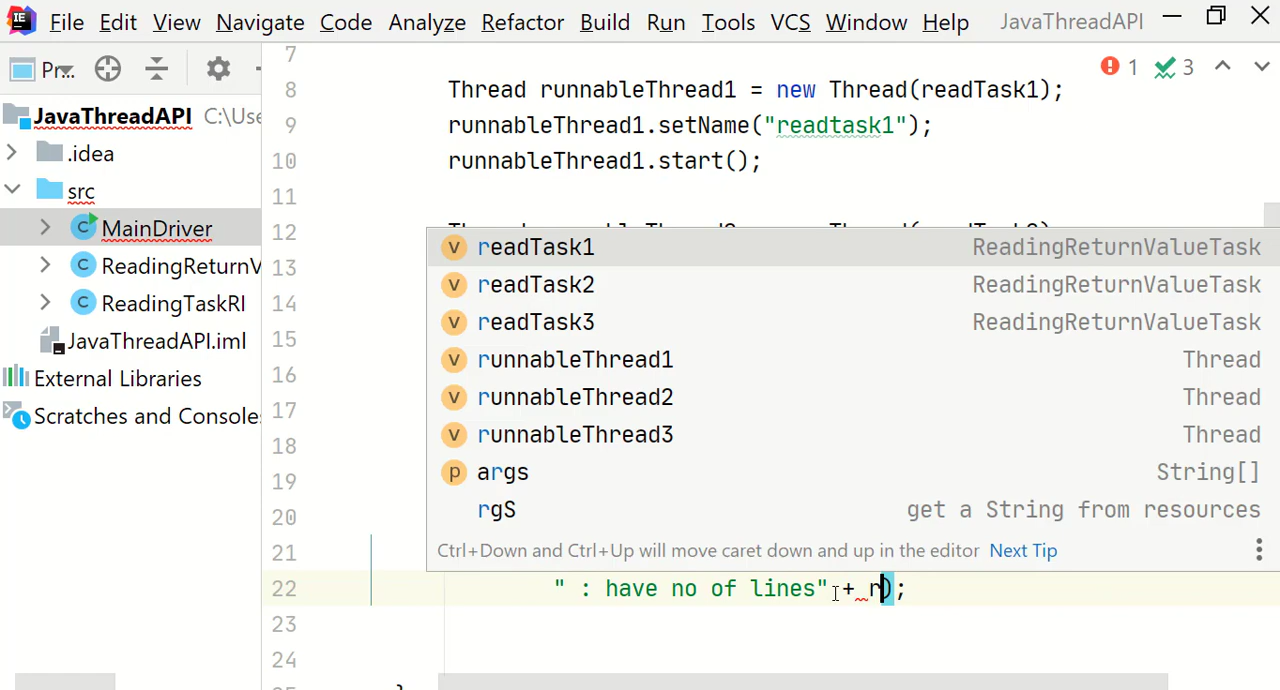 File Edit View Navigate Code Analyze Refactor Build Run Tools VCS Window Help JavaThreadAPI
Pr...
1 3
JavaThreadAPI C:\Use
.idea
src
MainDriver
ReadingReturnV
ReadingTaskRI
JavaThreadAPI.iml
External Libraries
Scratches and Console
7
8 Thread runnableThread1 = new Thread(readTask1);
9 runnableThread1.setName("readtask1");
10 runnableThread1.start();
11
12
13
14
15
16
17
18
19
20
21
readTask1 ReadingReturnValueTask
readTask2 ReadingReturnValueTask
readTask3 ReadingReturnValueTask
runnableThread1 Thread
runnableThread2 Thread
runnableThread3 Thread
args String[]
rgS get a String from resources
Ctrl+Down and Ctrl+Up will move caret down and up in the editor Next Tip
22 " : have no of lines" + r);
23
24